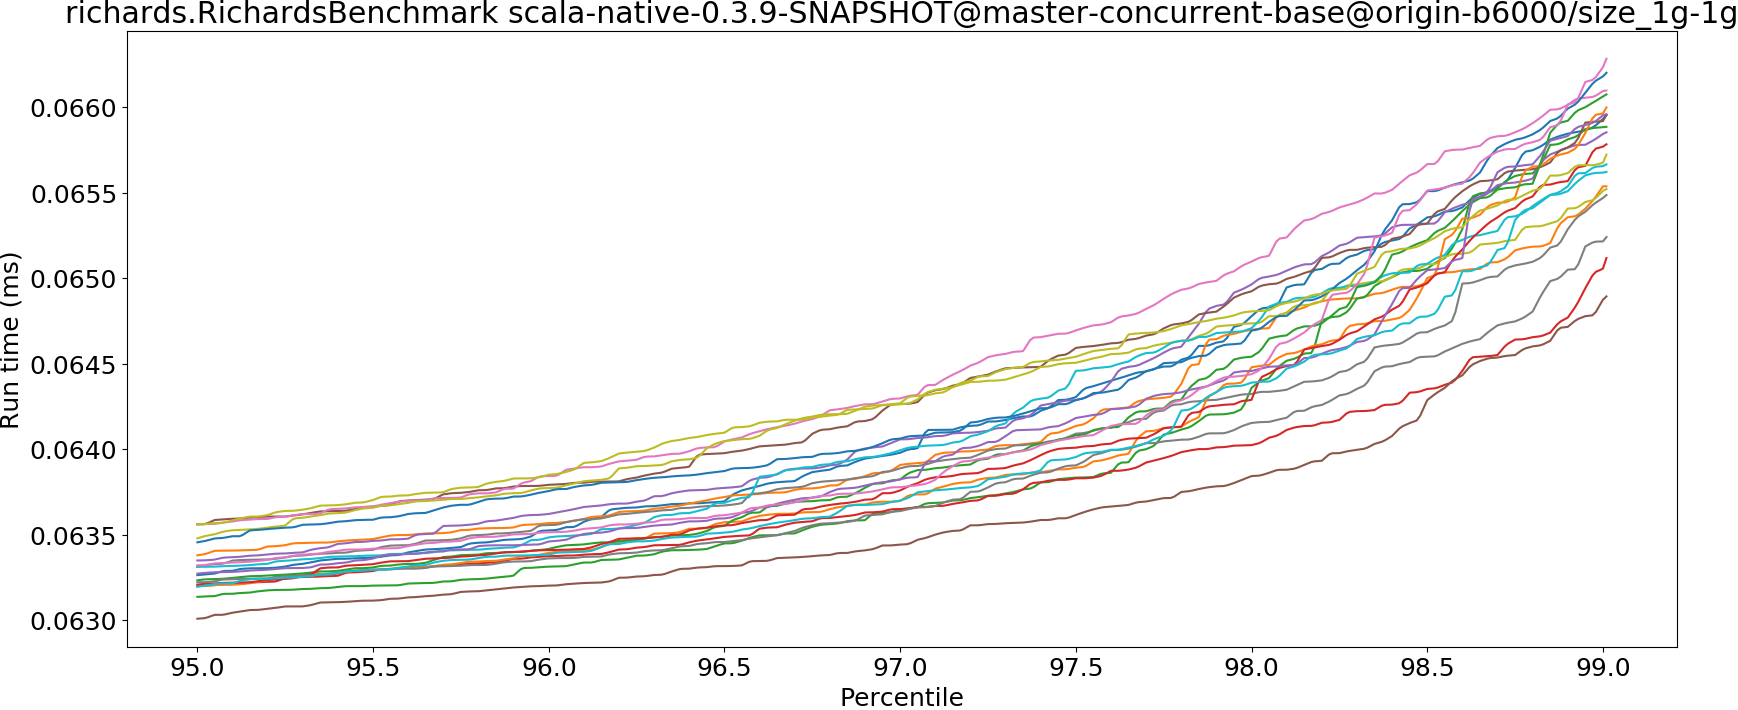 richards.RichardsBenchmark scala-native-0.3.9-SNAPSHOT@master-concurrent-base@origin-b6000/size_1g-1g
Run time (ms)
0.0660
0.0655
0.0650
0.0645
0.0640
0.0635
0.0630
95.0 95.5 96.0 96.5 97.0 97.5 98.0 98.5 99.0
Percentile